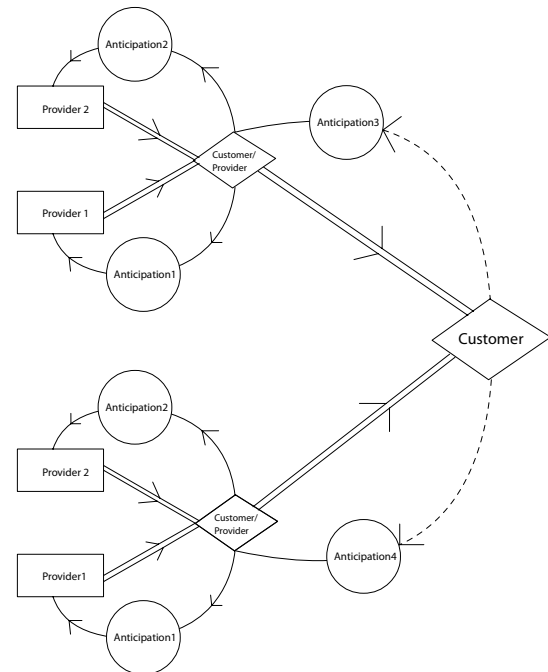 Anticipation2
Provider 2
Anticipation3
Customer/
Provider
Provider 1
Anticipation1
Customer
Anticipation2
Provider 2
Customer/
Provider
Anticipation4
Provider1
Anticipation1